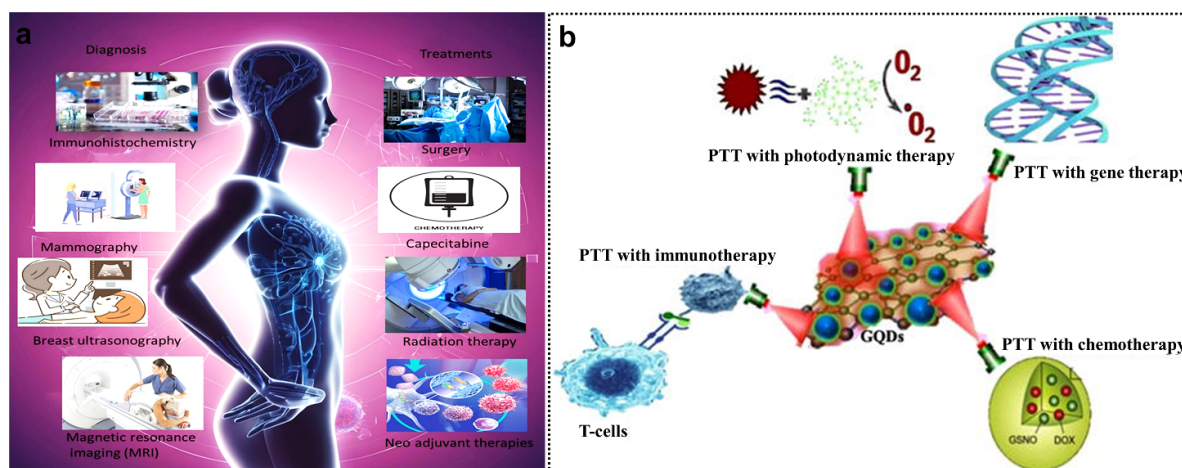 a
Diagnosis
Immunohistochemistry
Mammography
Breast ultrasonography
Magnetic resonance
imaging (MRI)
Treatments
Surgery
CHEMOTHERAPY
Capecitabine
Radiation therapy
Neo adjuvant therapies
b
O2
O2
PTT with photodynamic therapy
PTT with gene therapy
PTT with immunotherapy
GQDs
PTT with chemotherapy
T-cells
GSNO
DOX